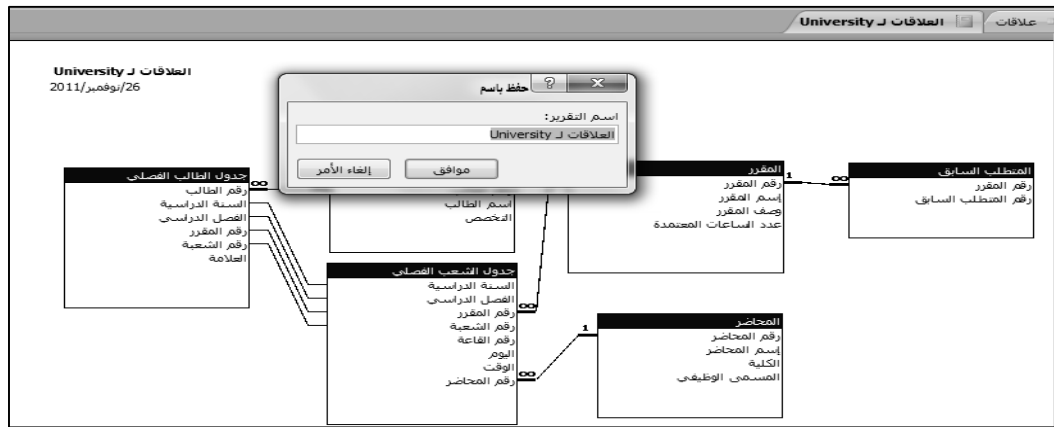 علاقات
العلاقات لـ University
العلاقات لـ University
26/نوفمبر/2011
حفظ باسم
اسم التقرير:
العلاقات لـ University
موافق
إلغاء الأمر
المتطلب السابق
رقم المقرر
رقم المتطلب السابق
المقرر
رقم المقرر
إسم المقرر
وصف المقرر
عدد الساعات المعتمدة
اسم الطالب
التخصص
جدول الطالب الفصلي
رقم الطالب
السنة الدراسية
الفصل الدراسي
رقم المقرر
رقم الشعبة
العلامة
جدول الشعب الفصلي
السنة الدراسية
الفصل الدراسي
رقم المقرر
رقم الشعبة
رقم القاعة
اليوم
الوقت
رقم المحاضر
المحاضر
رقم المحاضر
إسم المحاضر
الكلية
المسمى الوظيفي
1
∞
∞
∞
1
∞